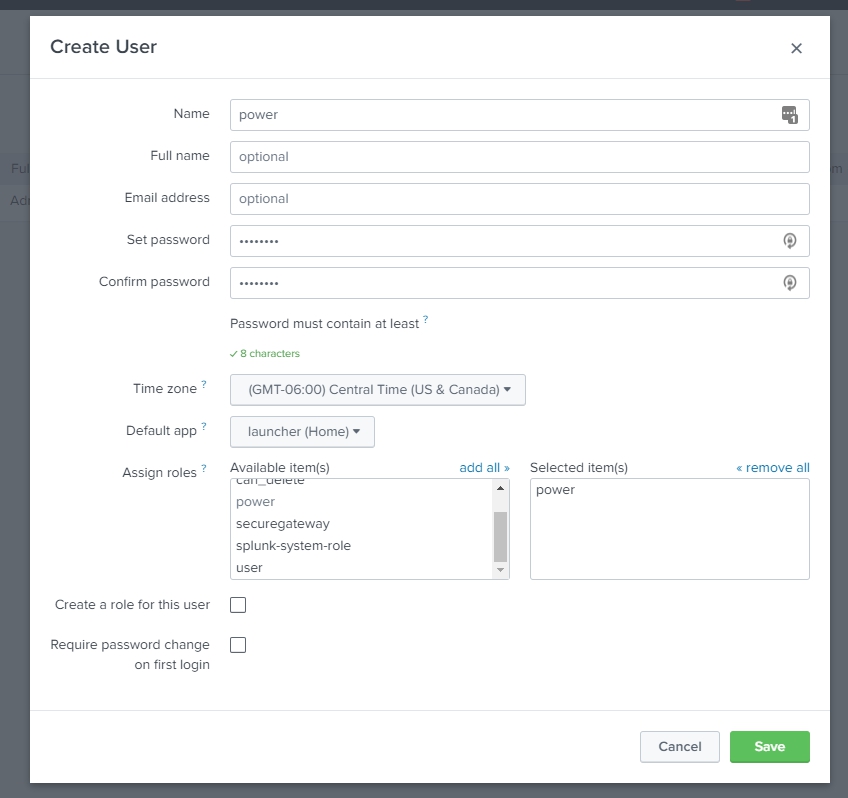 Create User
Name
power
1
Full name
optional
Email address
optional
Set password
••••••••
Confirm password
••••••••
Password must contain at least ?
✓ 8 characters
Time zone ?
(GMT-06:00) Central Time (US & Canada)
Default app ?
launcher (Home)
Assign roles ?
Available item(s) add all »
Selected item(s) « remove all
can_delete
power
securegateway
splunk-system-role
user
power
Create a role for this user
Require password change
on first login
Cancel
Save